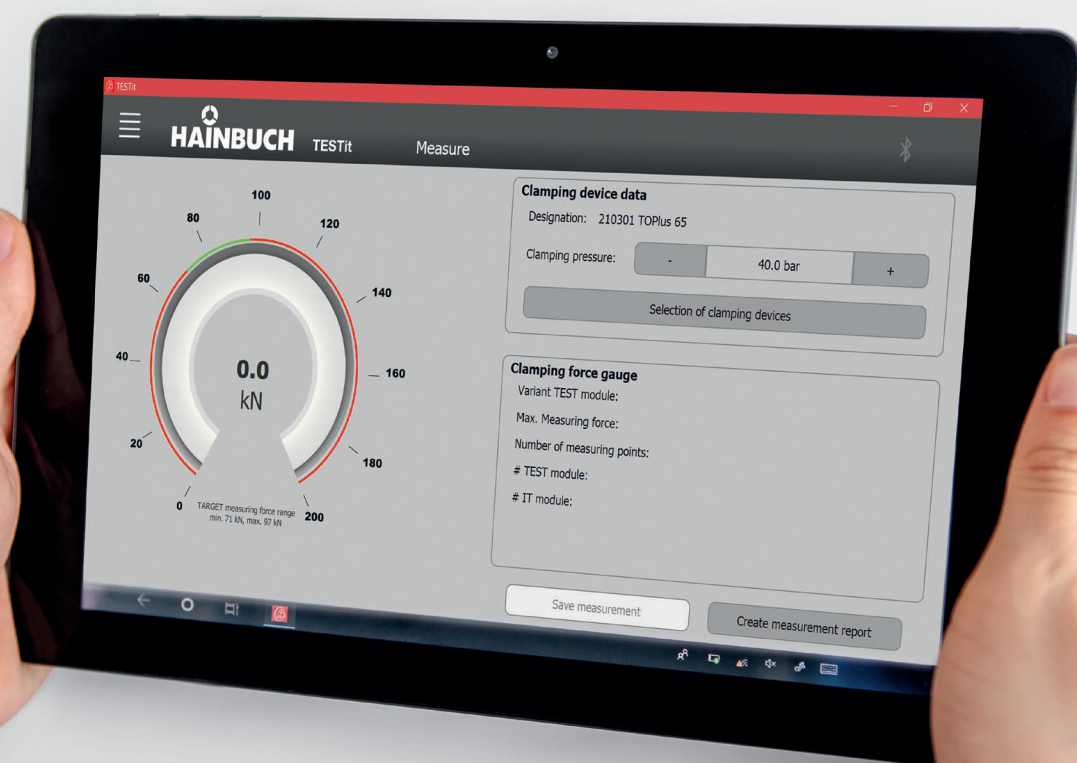 TESTit
HAINBUCH TESTit Measure
100
80
120
60
140
40
160
0.0
kN
20
180
0
200
TARGET measuring force range
min. 71 kN, max. 97 kN
Clamping device data
Designation: 210301 TOPlus 65
Clamping pressure: - 40.0 bar +
Selection of clamping devices
Clamping force gauge
Variant TEST module:
Max. Measuring force:
Number of measuring points:
# TEST module:
# IT module:
Save measurement
Create measurement report